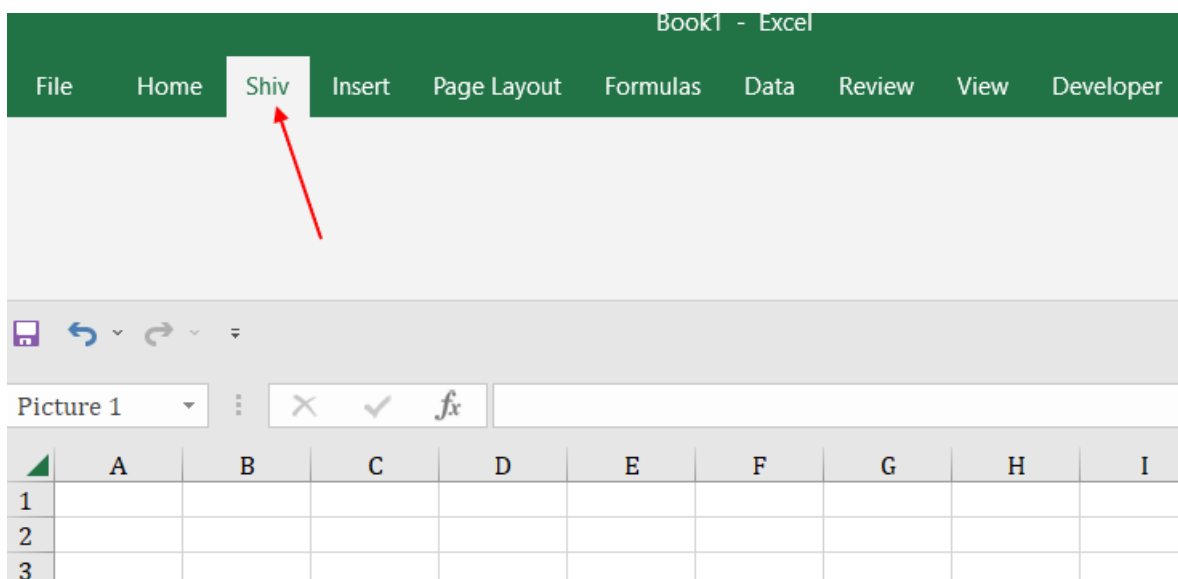 Book1 - Excel
File Home Shiv Insert Page Layout Formulas Data Review View Developer
Picture 1 fx
A B C D E F G H I
1
2
3